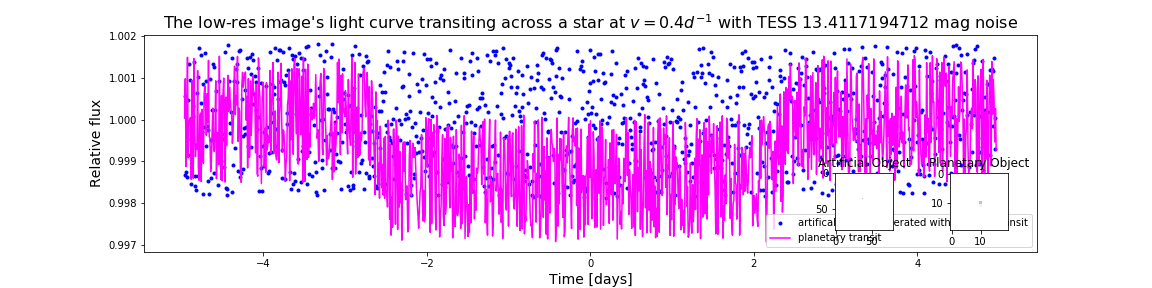 The low-res image's light curve transiting across a star at v = 0.4d⁻¹ with TESS 13.4117194712 mag noise
1.002
1.001
1.000
0.999
0.998
0.997
Relative flux
−4
−2
0
2
4
Time [days]
Artificial Object
0
50
0
50
Planatary Object
0
10
0
10
transit
planetary transit